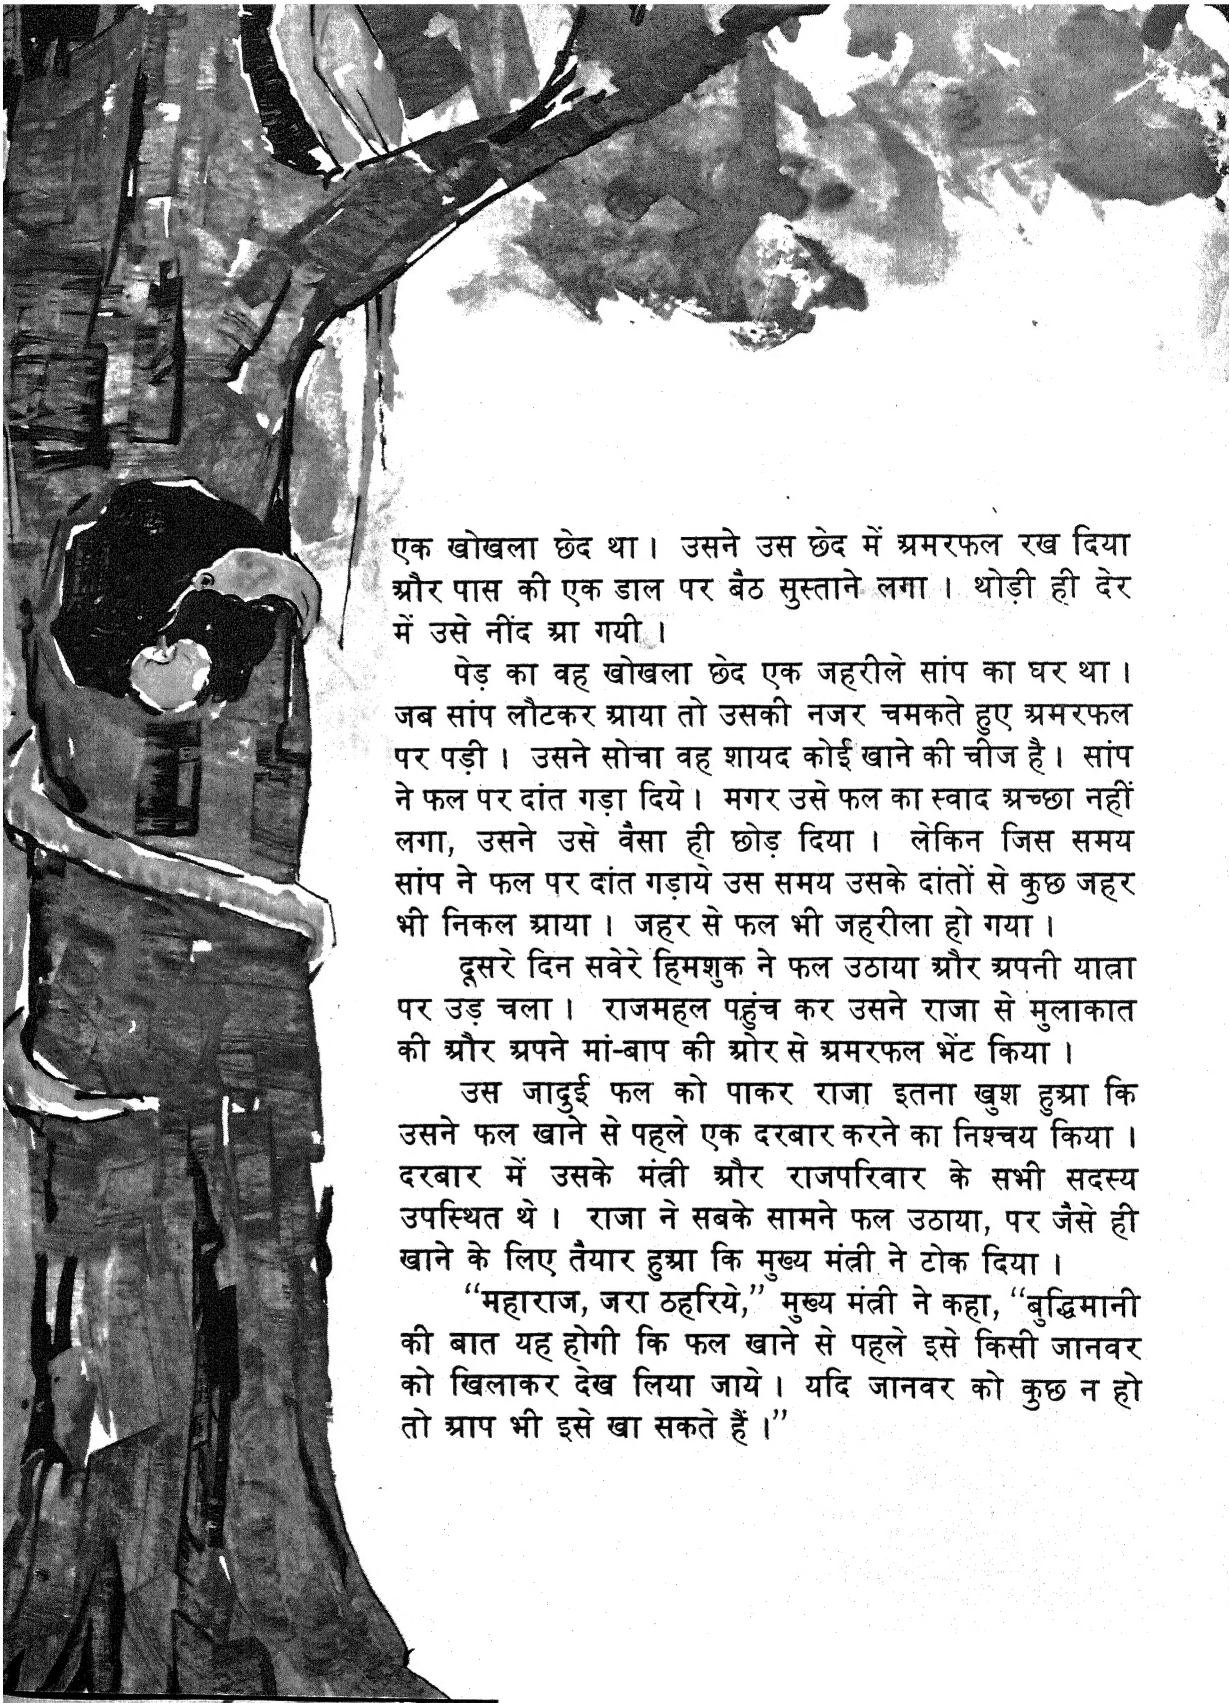 एक खोखला छेद था। उसने उस छेद में अमरफल रख दिया
और पास की एक डाल पर बैठ सुस्ताने लगा। थोड़ी ही देर
में उसे नींद आ गयी।
पेड़ का वह खोखला छेद एक जहरीले सांप का घर था।
जब सांप लौटकर आया तो उसकी नजर चमकते हुए अमरफल
पर पड़ी। उसने सोचा वह शायद कोई खाने की चीज है। सांप
ने फल पर दांत गड़ा दिये। मगर उसे फल का स्वाद अच्छा नहीं
लगा, उसने उसे वैसा ही छोड़ दिया। लेकिन जिस समय
सांप ने फल पर दांत गड़ाये उस समय उसके दांतों से कुछ जहर
भी निकल आया। जहर से फल भी जहरीला हो गया।
दूसरे दिन सवेरे हिमशुक ने फल उठाया और अपनी यात्रा
पर उड़ चला। राजमहल पहुंच कर उसने राजा से मुलाकात
की और अपने मां-बाप की ओर से अमरफल भेंट किया।
उस जादुई फल को पाकर राजा इतना खुश हुआ कि
उसने फल खाने से पहले एक दरबार करने का निश्चय किया।
दरबार में उसके मंत्री और राजपरिवार के सभी सदस्य
उपस्थित थे। राजा ने सबके सामने फल उठाया, पर जैसे ही
खाने के लिए तैयार हुआ कि मुख्य मंत्री ने टोक दिया।
“महाराज, जरा ठहरिये,” मुख्य मंत्री ने कहा, “बुद्धिमानी
की बात यह होगी कि फल खाने से पहले इसे किसी जानवर
को खिलाकर देख लिया जाये। यदि जानवर को कुछ न हो
तो आप भी इसे खा सकते हैं।”